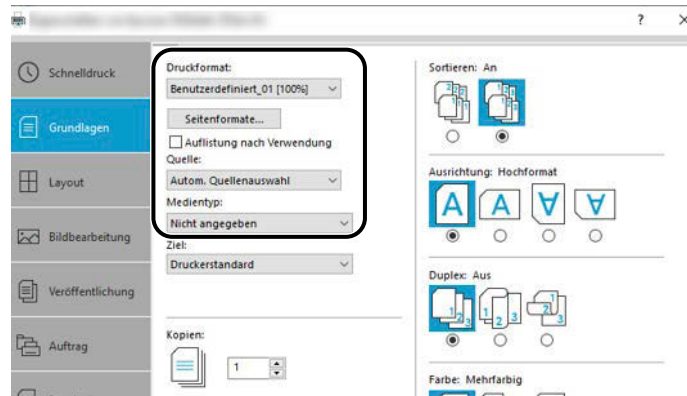 ?
Schnelldruck
Grundlagen
Layout
Bildbearbeitung
Veröffentlichung
Auftrag
Druckformat:
Benutzerdefiniert_01 [100%]
Seitenformate...
Auflistung nach Verwendung
Quelle:
Autom. Quellenauswahl
Medientyp:
Nicht angegeben
Ziel:
Druckerstandard
Kopien:
1
Sortieren: An
Ausrichtung: Hochformat
A A A A
Duplex: Aus
Farbe: Mehrfarbig